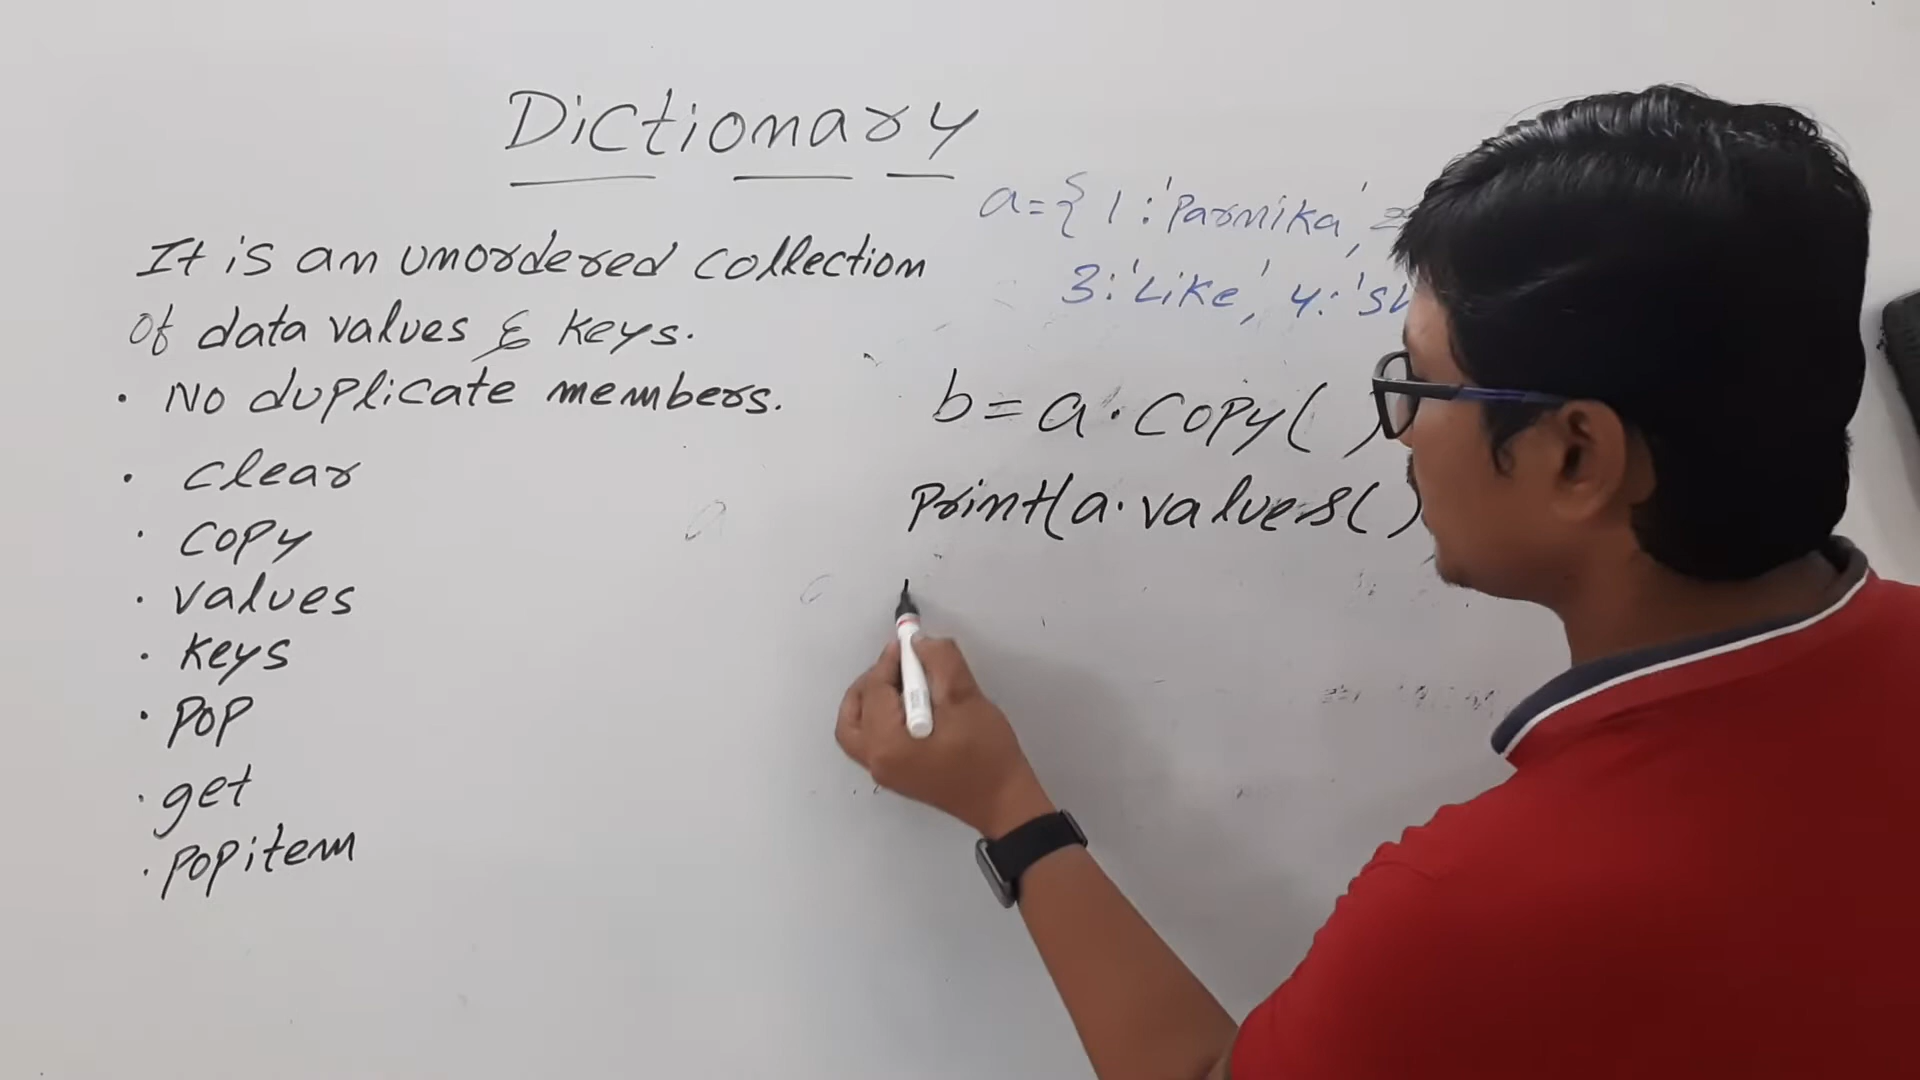 Dictionary
It is an unordered collection
of data values & keys.
• No duplicate members.
• clear
• copy
• values
• keys
• pop
• get
• popitem
a={1:'Parmika',
3:'Like', 4:
b=a.copy( )
print(a.values( )